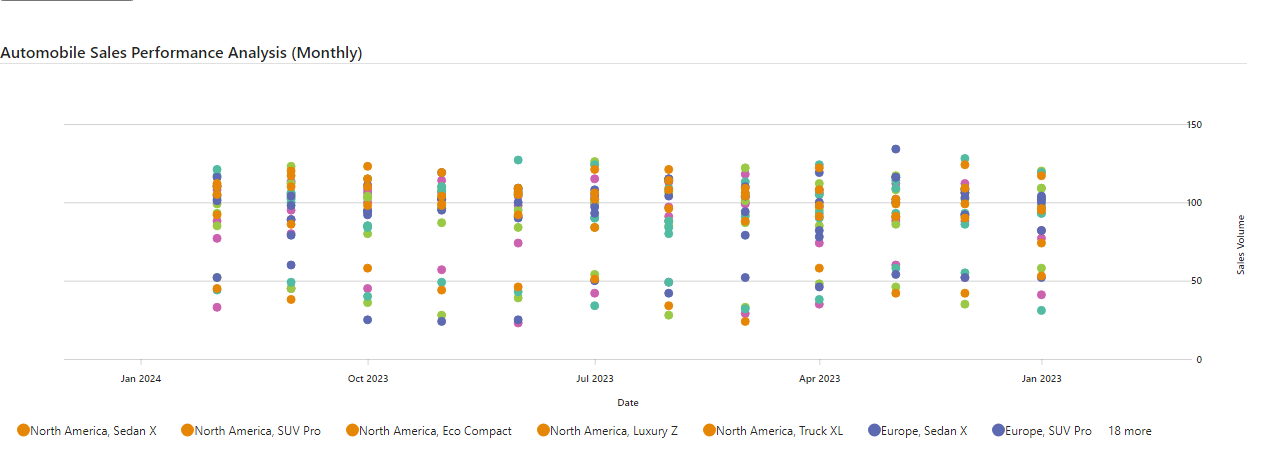 Automobile Sales Performance Analysis (Monthly)
150
100
50
0
Sales Volume
Jan 2024 Oct 2023 Jul 2023 Apr 2023 Jan 2023
Date
North America, Sedan X North America, SUV Pro North America, Eco Compact North America, Luxury Z North America, Truck XL Europe, Sedan X Europe, SUV Pro 18 more